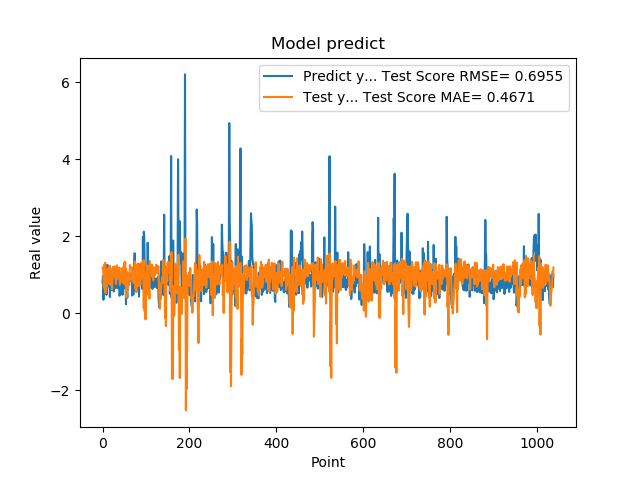 Model predict
Predict y... Test Score RMSE= 0.6955
Test y... Test Score MAE= 0.4671
6
4
2
0
−2
Real value
0 200 400 600 800 1000
Point